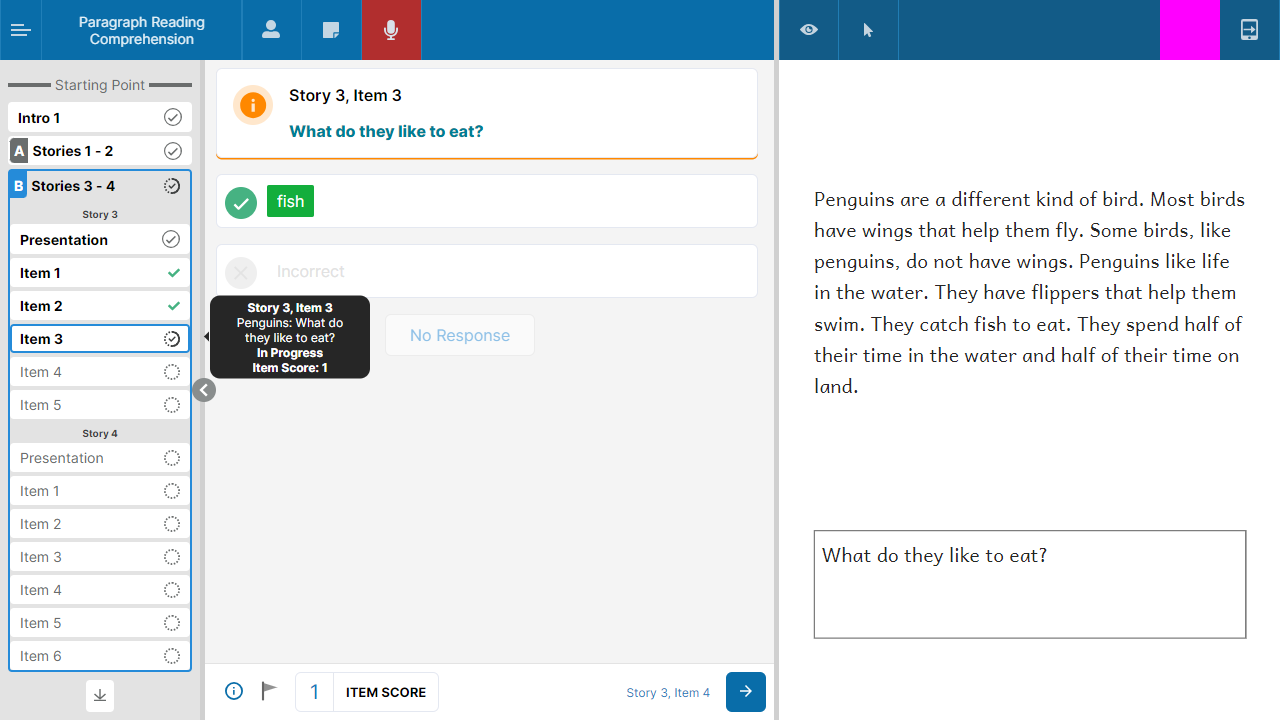 Paragraph Reading
Comprehension
Starting Point
Intro 1
A Stories 1 - 2
B Stories 3 - 4
Story 3
Presentation
Item 1
Item 2
Item 3
Item 4
Item 5
Story 4
Presentation
Item 1
Item 2
Item 3
Item 4
Item 5
Item 6
Story 3, Item 3
What do they like to eat?
fish
Incorrect
Story 3, Item 3
Penguins: What do
they like to eat?
In Progress
Item Score: 1
No Response
1 ITEM SCORE
Story 3, Item 4
Penguins are a different kind of bird. Most birds
have wings that help them fly. Some birds, like
penguins, do not have wings. Penguins like life
in the water. They have flippers that help them
swim. They catch fish to eat. They spend half of
their time in the water and half of their time on
land.
What do they like to eat?